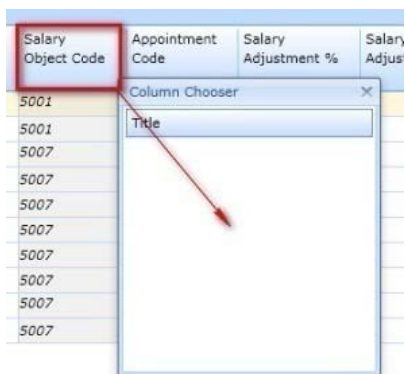 Salary
Object Code
Appointment
Code
Salary
Adjustment %
Salary
Adjus
Column Chooser
Title
5001
5001
5007
5007
5007
5007
5007
5007
5007
5007